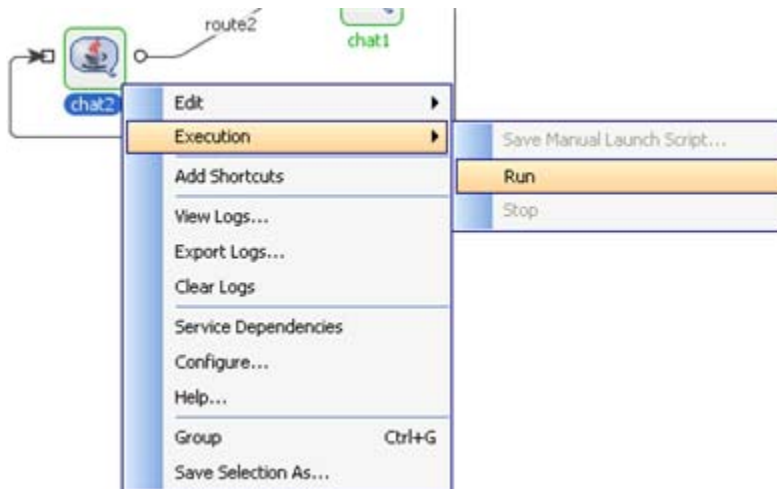 route2
chat1
chat2
Edit
Execution
Add Shortcuts
View Logs...
Export Logs...
Clear Logs
Service Dependencies
Configure...
Help...
Group Ctrl+G
Save Selection As...
Save Manual Launch Script...
Run
Stop